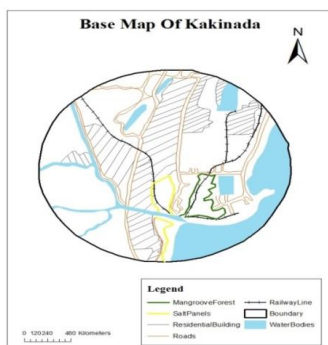 Base Map Of Kakinada
N
0 120240 480 Kilometers
Legend
MangrooveForest
SaltPanels
ResidentialBuilding
Roads
RailwayLine
Boundary
WaterBodies